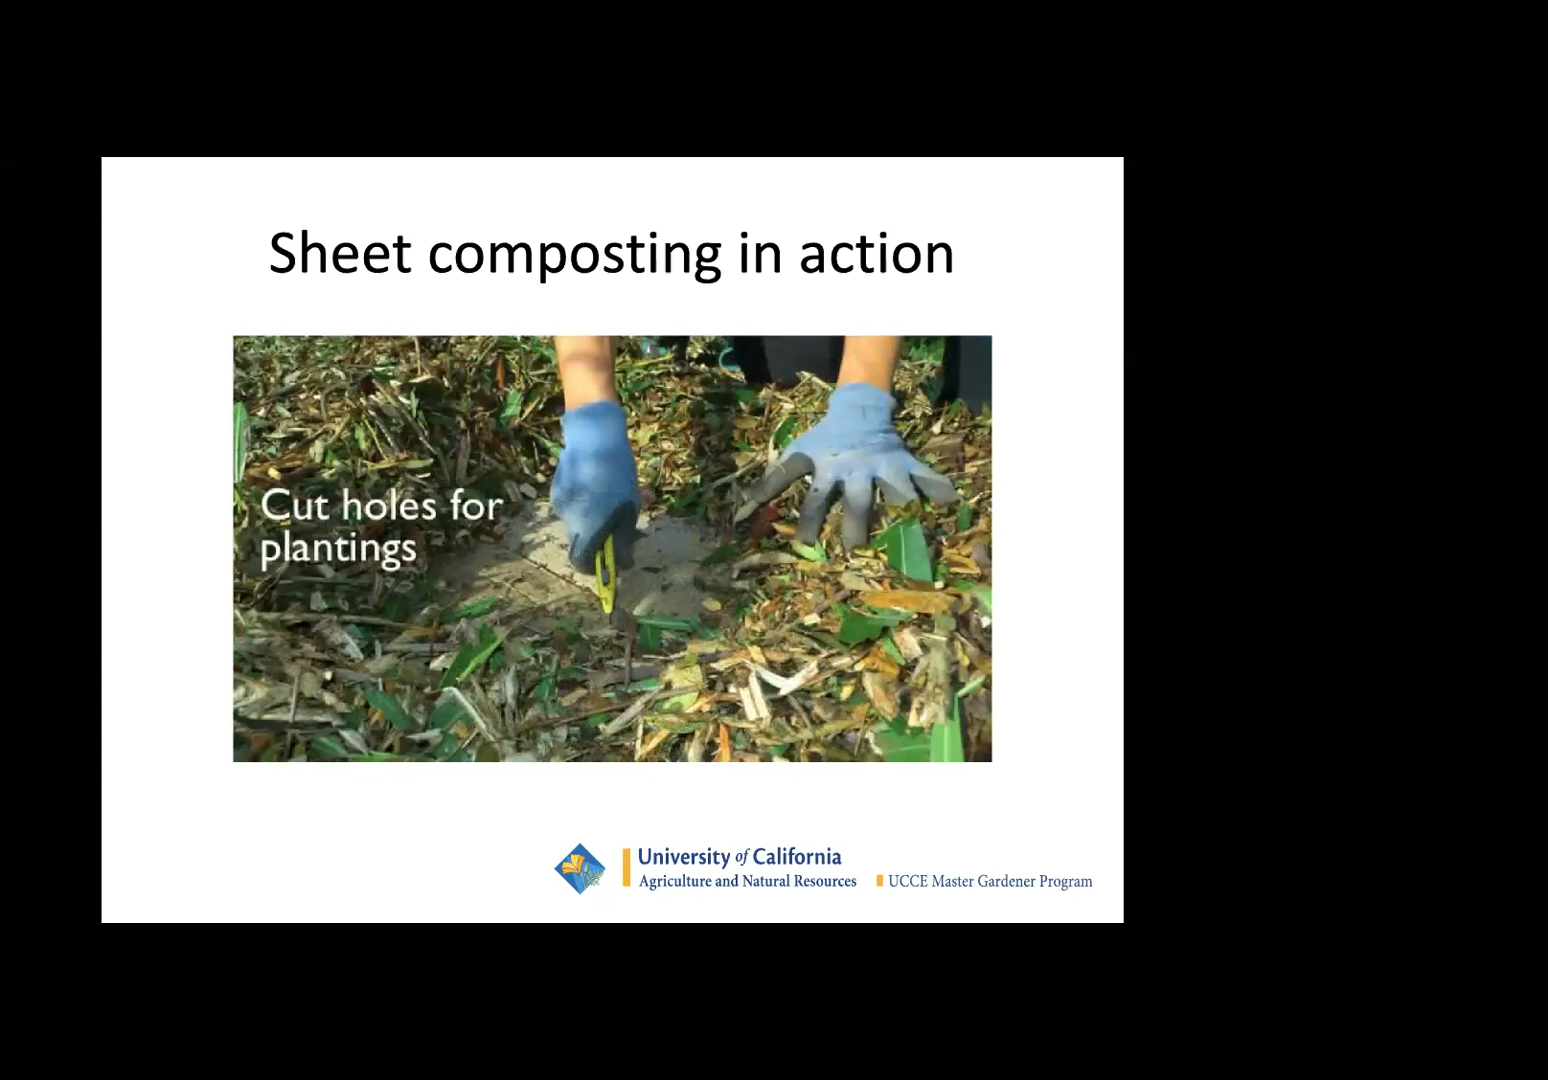 Sheet composting in action
Cut holes for
plantings
University of California
Agriculture and Natural Resources
UCCE Master Gardener Program